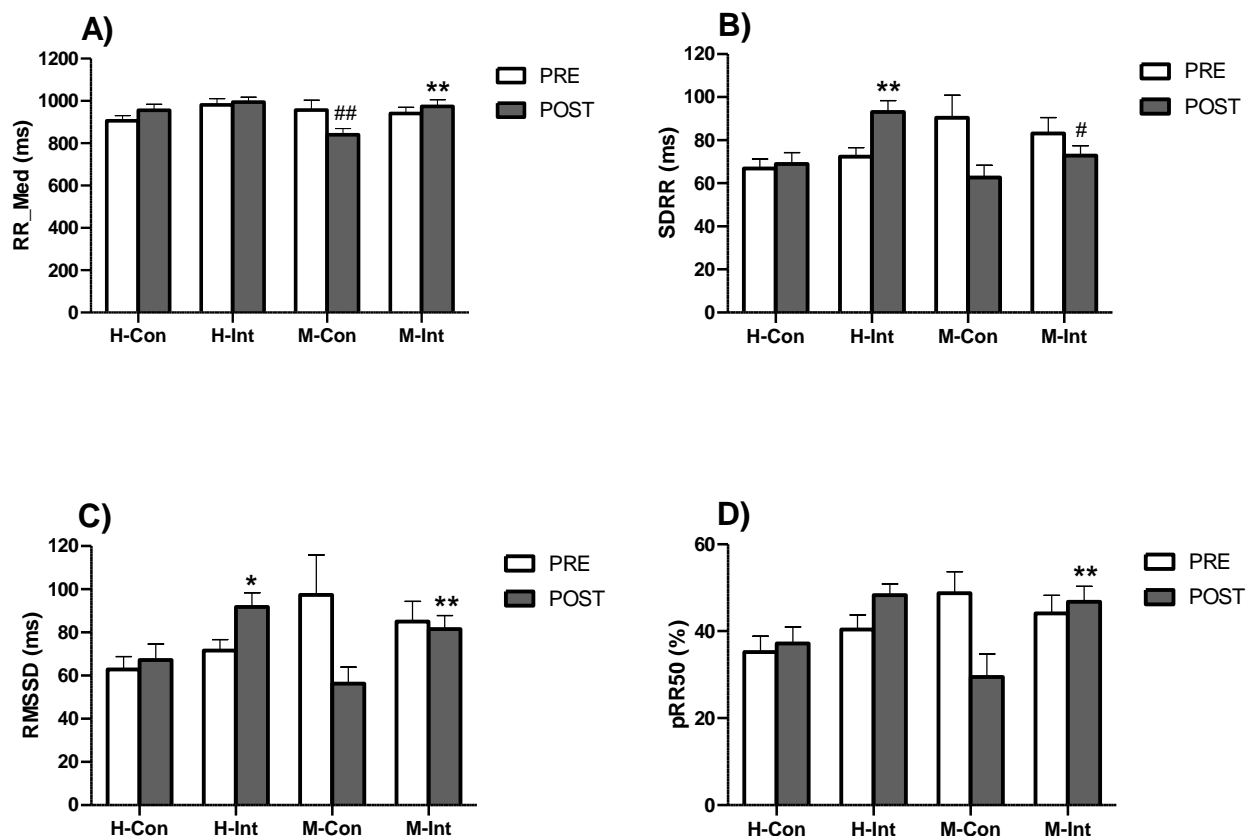 A)
RR_Med (ms)
1200
1000
800
600
400
200
0
##
**
H-Con H-Int M-Con M-Int
PRE
POST
B)
SDRR (ms)
120
100
80
60
40
20
0
**
#
H-Con H-Int M-Con M-Int
PRE
POST
C)
RMSSD (ms)
120
100
80
60
40
20
0
*
**
H-Con H-Int M-Con M-Int
PRE
POST
D)
pRR50 (%)
60
40
20
0
**
H-Con H-Int M-Con M-Int
PRE
POST